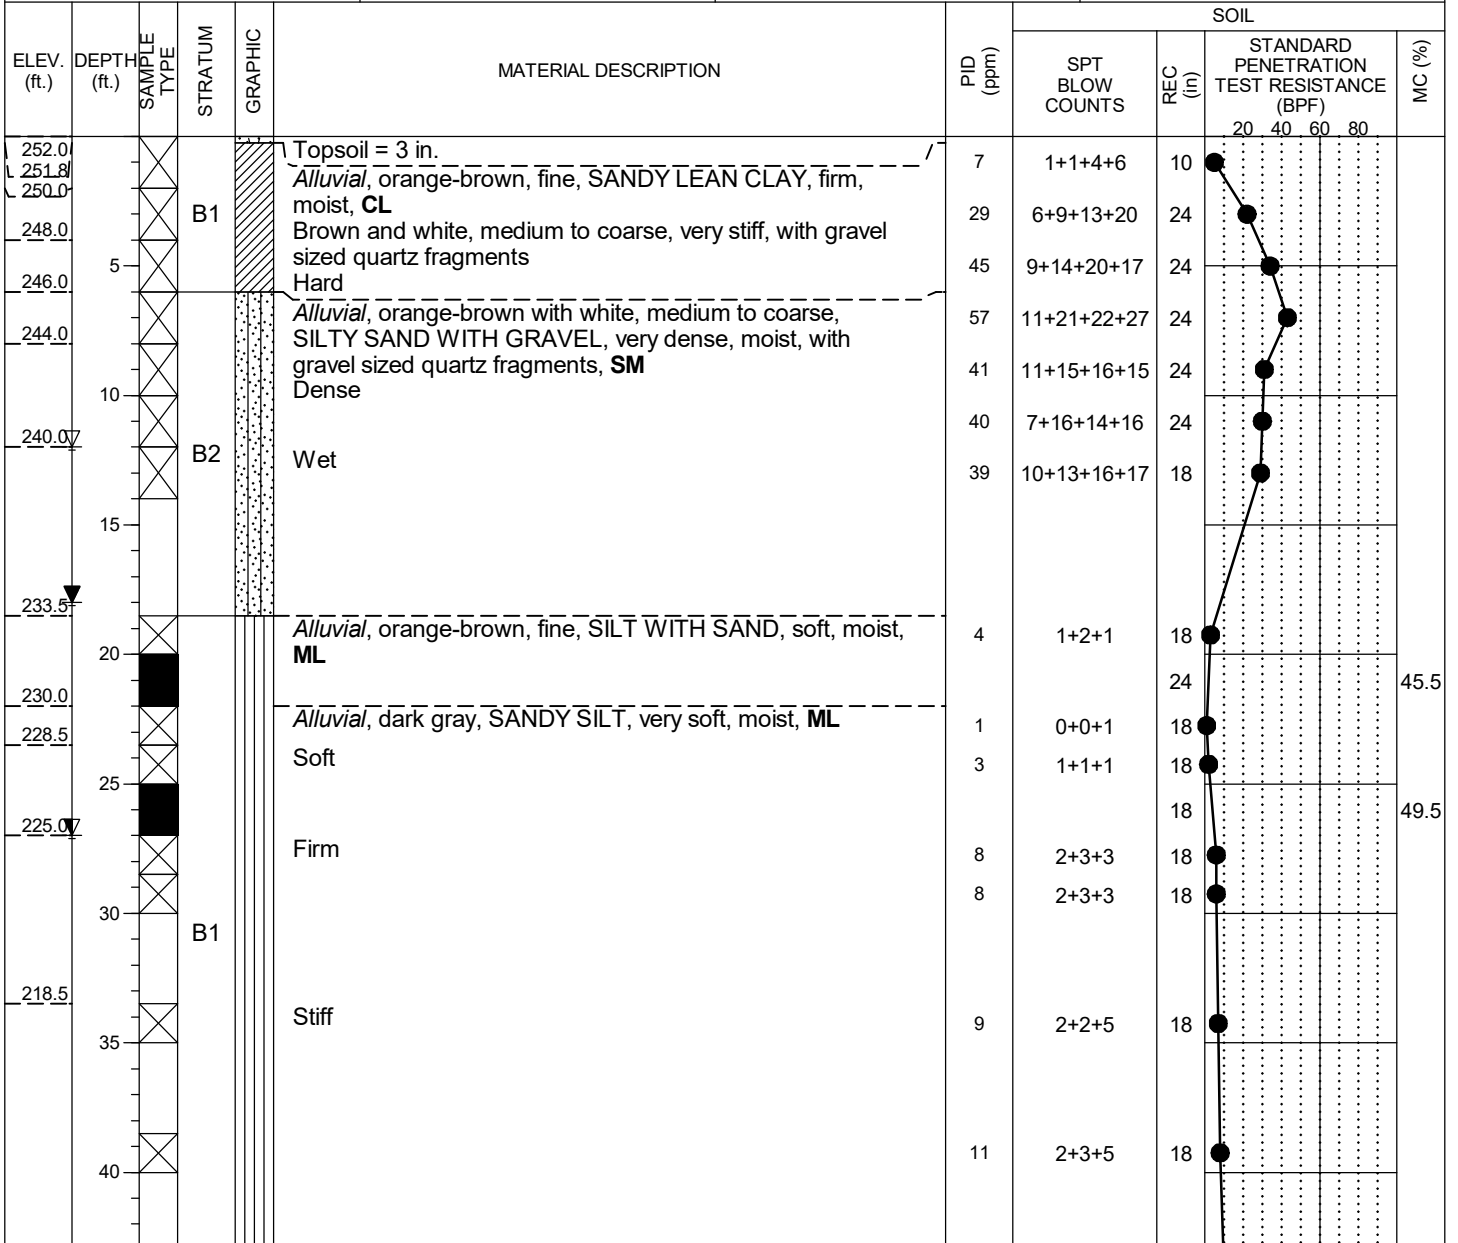 SOIL
ELEV.
(ft.)
DEPTH
(ft.)
SAMPLE
TYPE
STRATUM
GRAPHIC
MATERIAL DESCRIPTION
PID
(ppm)
SPT
BLOW
COUNTS
REC
(in)
STANDARD
PENETRATION
TEST RESISTANCE
(BPF)
20 40 60 80
MC (%)
252.0 Topsoil = 3 in. 7 1+1+4+6 10
251.8 Alluvial, orange-brown, fine, SANDY LEAN CLAY, firm,
250.0 moist, CL
B1 29 6+9+13+20 24
248.0 Brown and white, medium to coarse, very stiff, with gravel
sized quartz fragments
5 45 9+14+20+17 24
246.0 Hard
Alluvial, orange-brown with white, medium to coarse,
57 11+21+22+27 24
244.0 SILTY SAND WITH GRAVEL, very dense, moist, with
gravel sized quartz fragments, SM
41 11+15+16+15 24
10 Dense
40 7+16+14+16 24
240.0
B2 Wet
39 10+13+16+17 18
15
233.5
Alluvial, orange-brown, fine, SILT WITH SAND, soft, moist,
4 1+2+1 18
20 ML
24 45.5
230.0
Alluvial, dark gray, SANDY SILT, very soft, moist, ML
1 0+0+1 18
228.5
Soft 3 1+1+1 18
25
18 49.5
225.0
Firm 8 2+3+3 18
8 2+3+3 18
30
B1
218.5
Stiff 9 2+2+5 18
35
11 2+3+5 18
40